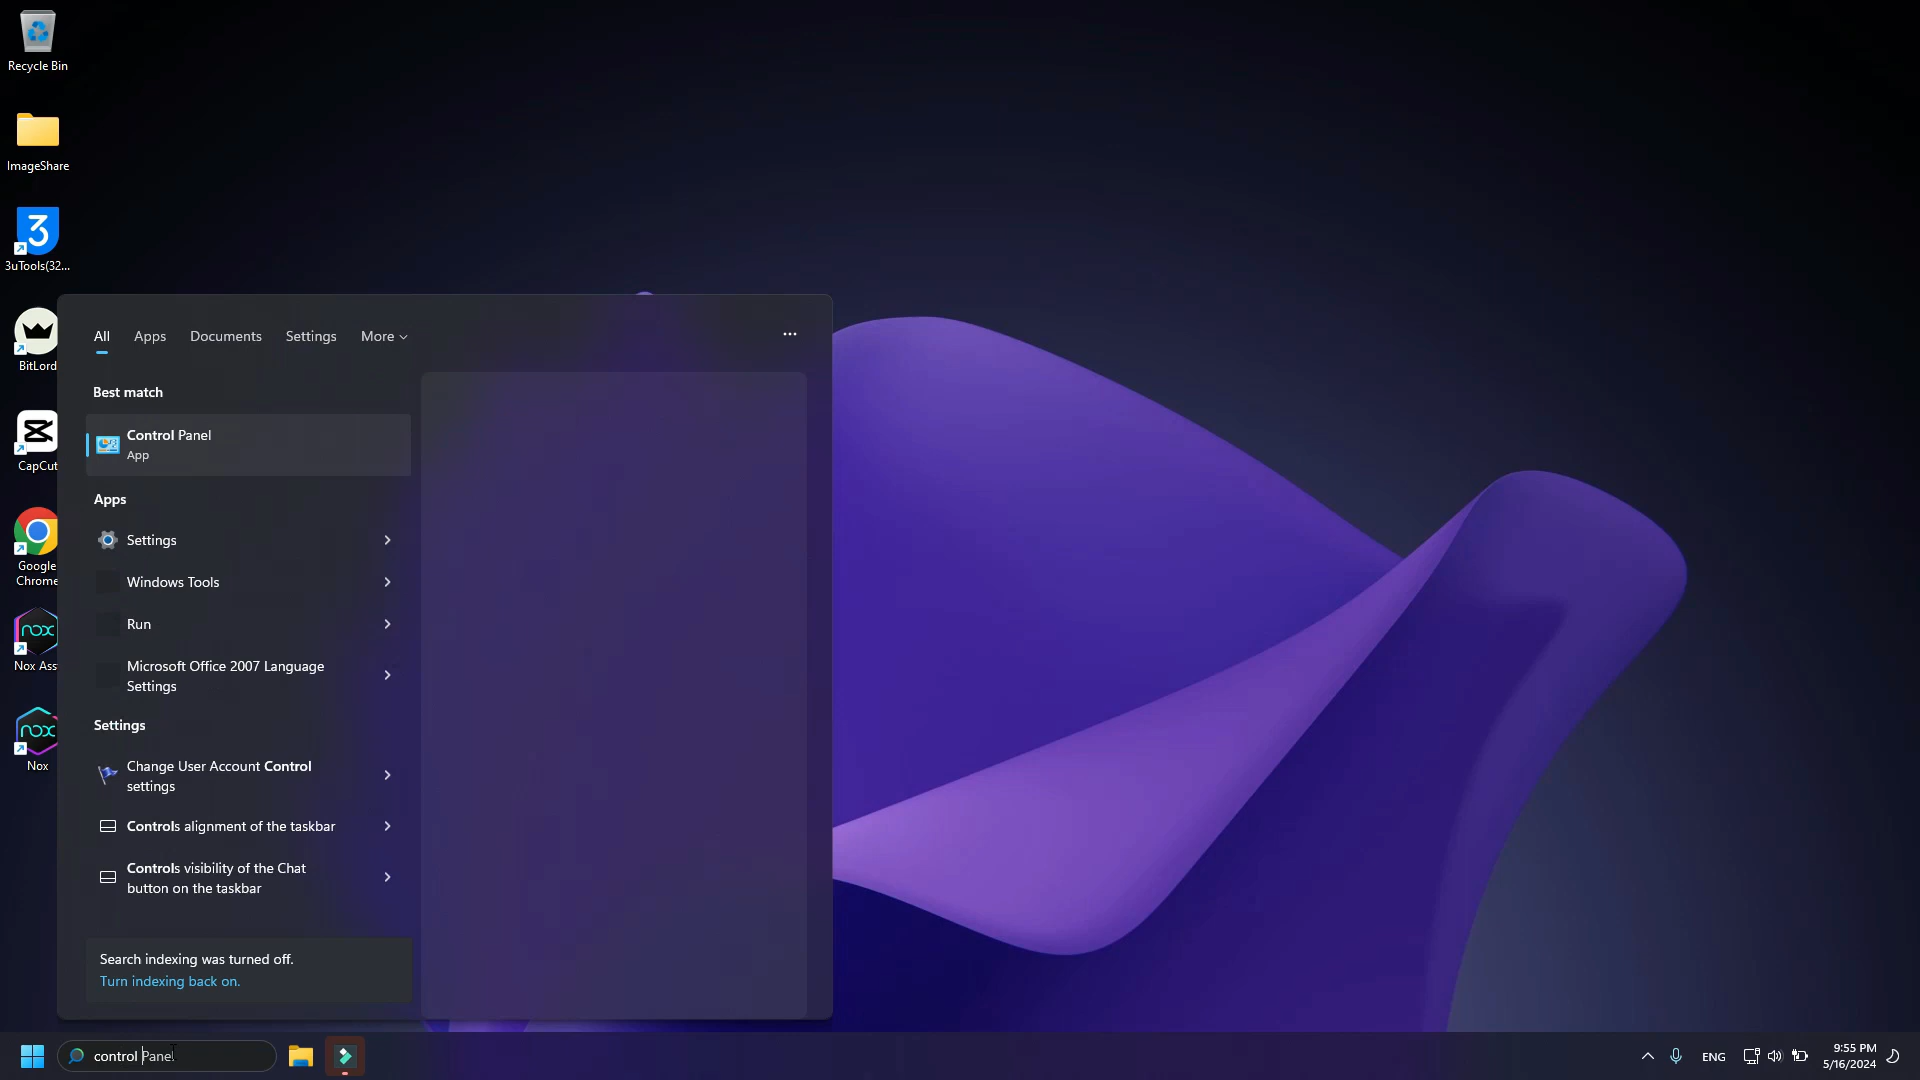 Recycle Bin
ImageShare
3
3uTools(32...
BitLord
CapCut
Google
Chrome
nox
Nox Ass
nox
Nox
All
Apps
Documents
Settings
More
Best match
Control Panel
App
Apps
Settings
Windows Tools
Run
Microsoft Office 2007 Language
Settings
Settings
Change User Account Control
settings
Controls alignment of the taskbar
Controls visibility of the Chat
button on the taskbar
Search indexing was turned off.
Turn indexing back on.
control Panel
ENG
9:55 PM
5/16/2024